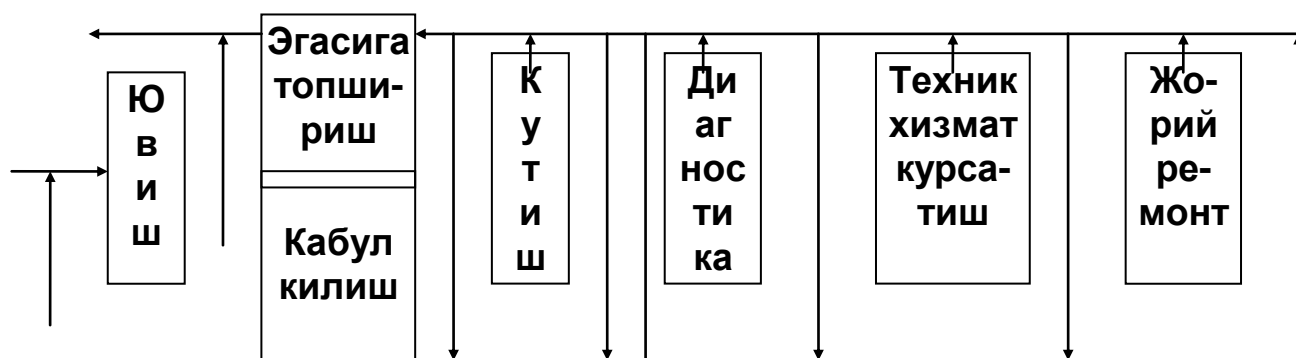 Ю
в
и
ш
Эгасига
топши-
риш
Кабул
килиш
К
у
т
и
ш
Ди
аг
нос
ти
ка
Техник
хизмат
курса-
тиш
Жо-
рий
ре-
монт